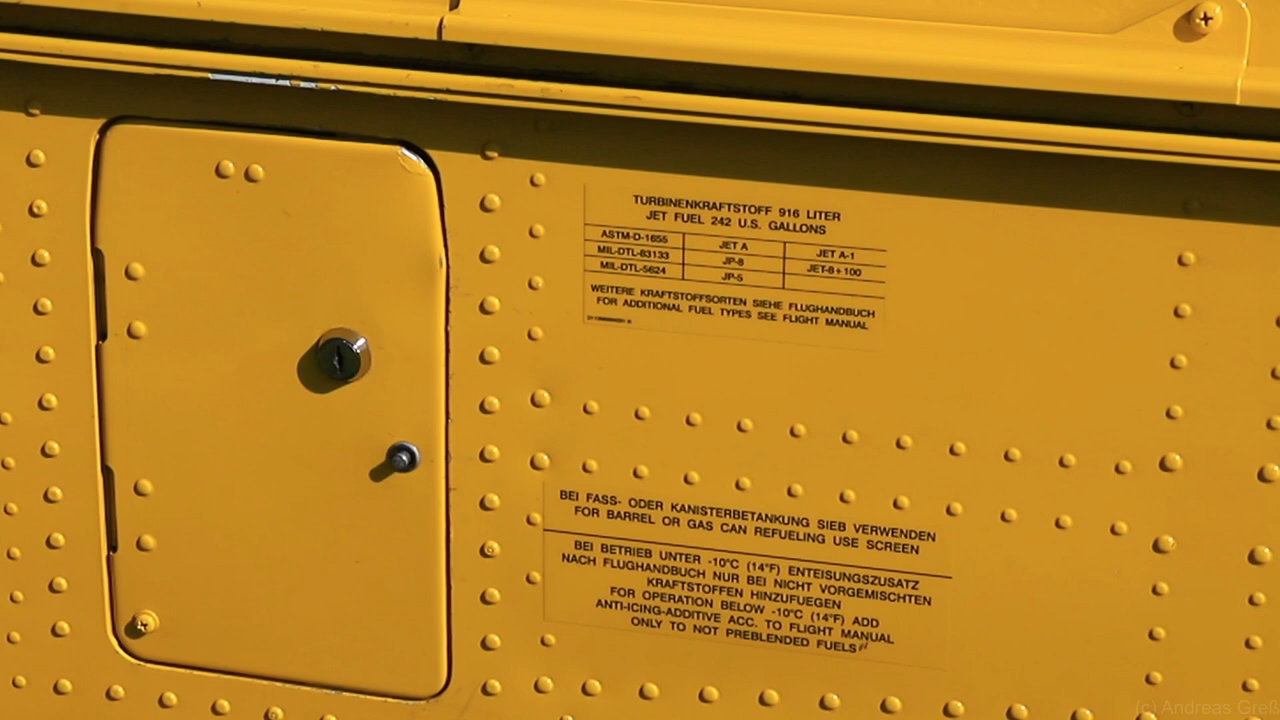 TURBINENKRAFTSTOFF 916 LITER
JET FUEL 242 U.S. GALLONS
ASTM-D-1655 JET A JET A-1
MIL-DTL-83133 JP-8 JET-8+100
MIL-DTL-5624 JP-5
WEITERE KRAFTSTOFFSORTEN SIEHE FLUGHANDBUCH
FOR ADDITIONAL FUEL TYPES SEE FLIGHT MANUAL
BEI FASS- ODER KANISTERBETANKUNG SIEB VERWENDEN
FOR BARREL OR GAS CAN REFUELING USE SCREEN
BEI BETRIEB UNTER -10°C (14°F) ENTEISUNGSZUSATZ
NACH FLUGHANDBUCH NUR BEI NICHT VORGEMISCHTEN
KRAFTSTOFFEN HINZUFUEGEN
FOR OPERATION BELOW -10°C (14°F) ADD
ANTI-ICING-ADDITIVE ACC. TO FLIGHT MANUAL
ONLY TO NOT PREBLENDED FUELS
(c) Andreas